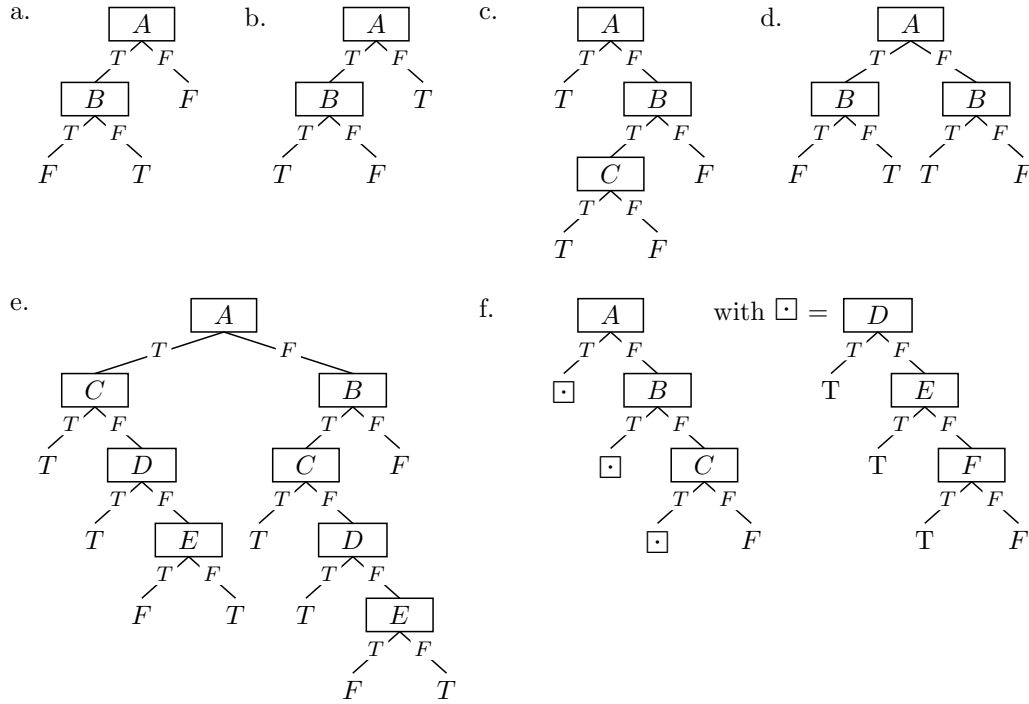 a. b. c. d.
A A A A
T F T F T F T F
B F B T T B B B
T F T F T F T F T F
F T T F C F F T T F
T F
T F
e. f. with ⊡ = 
A A D
T F T F T F
C B ⊡ B T E
T F T F T F T F
T D C F ⊡ C T F
T F T F T F T F
T E T D ⊡ F T F
T F T F
F T T E
T F
F T